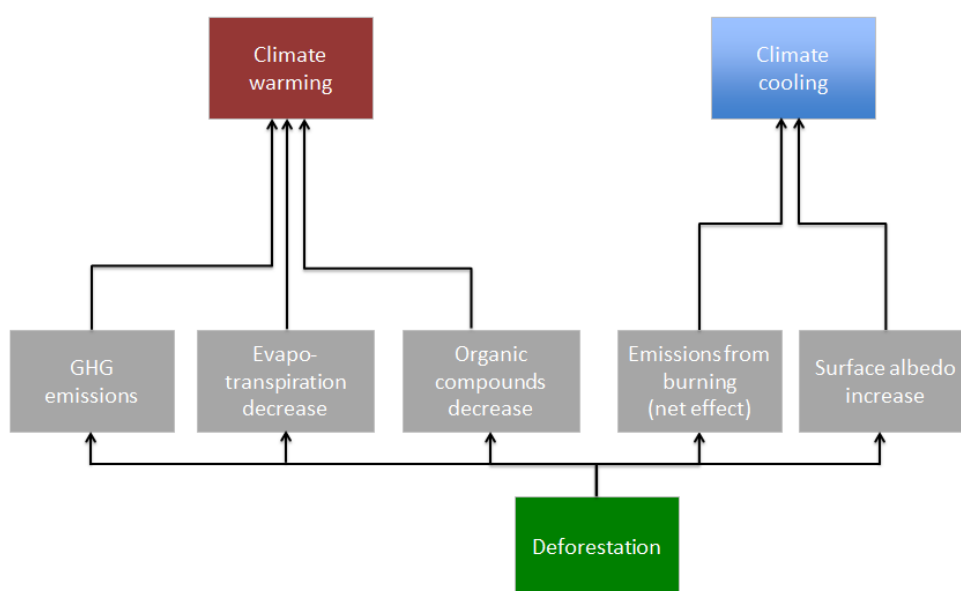 Climate
warming
Climate
cooling
GHG
emissions
Evapo-
transpiration
decrease
Organic
compounds
decrease
Emissions from
burning
(net effect)
Surface albedo
increase
Deforestation